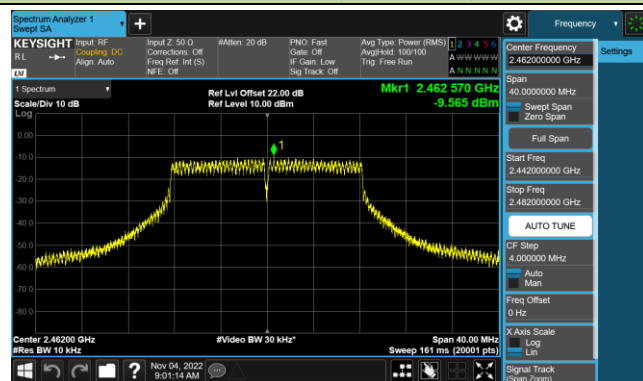 Spectrum Analyzer 1
Swept SA
Frequency
KEYSIGHT
R L
LXI
Input: RF
Coupling: DC
Align: Auto
Input Z: 50 Ω
Corrections: Off
Freq Ref: Int (S)
NFE: Off
#Atten: 20 dB
PNO: Fast
Gate: Off
IF Gain: Low
Sig Track: Off
Avg Type: Power (RMS)
Avg|Hold: 100/100
Trig: Free Run
1 2 3 4 5 6
A W W W W W
A N N N N N
Center Frequency
2.462000000 GHz
Settings
1 Spectrum
Scale/Div 10 dB
Log
Ref Lvl Offset 22.00 dB
Ref Level 10.00 dBm
Mkr1 2.462 570 GHz
-9.565 dBm
Span
40.0000000 MHz
Swept Span
Zero Span
Full Span
Start Freq
2.442000000 GHz
Stop Freq
2.482000000 GHz
AUTO TUNE
CF Step
4.000000 MHz
Auto
Man
Freq Offset
0 Hz
X Axis Scale
Log
Lin
Signal Track
(Span Zoom)
0.00
-10.0
-20.0
-30.0
-40.0
-50.0
-60.0
-70.0
-80.0
1
Center 2.46200 GHz
#Res BW 10 kHz
#Video BW 30 kHz*
Span 40.00 MHz
Sweep 161 ms (20001 pts)
?
Nov 04, 2022
9:01:14 AM